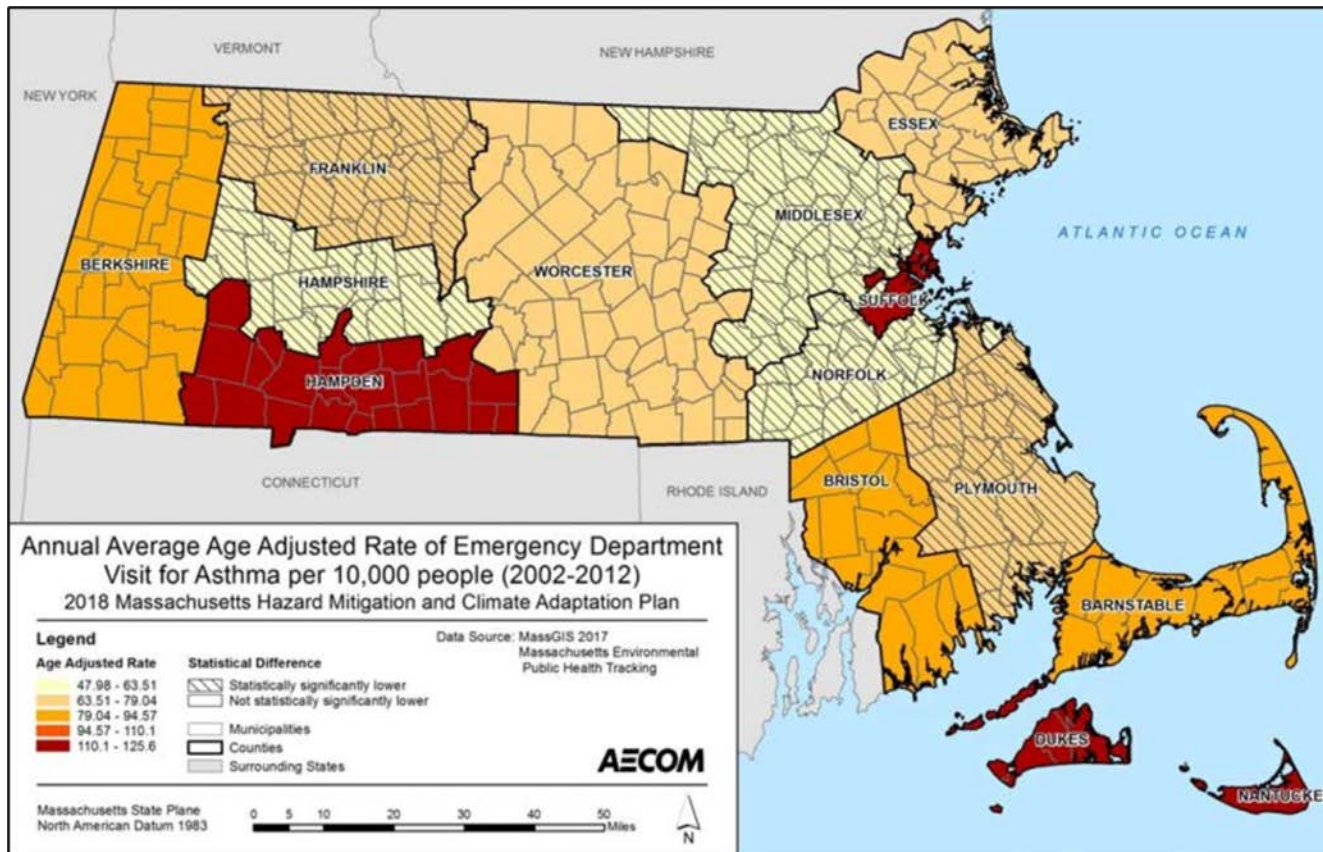 VERMONT
NEW HAMPSHIRE
NEW YORK
ESSEX
FRANKLIN
MIDDLESEX
ATLANTIC OCEAN
BERKSHIRE
HAMPSHIRE
WORCESTER
SUFFOLK
HAMPDEN
NORFOLK
CONNECTICUT
RHODE ISLAND
BRISTOL
PLYMOUTH
BARNSTABLE
DUKES
NANTUCKE
Annual Average Age Adjusted Rate of Emergency Department
Visit for Asthma per 10,000 people (2002-2012)
2018 Massachusetts Hazard Mitigation and Climate Adaptation Plan
Legend
Age Adjusted Rate
47.98 - 63.51
63.51 - 79.04
79.04 - 94.57
94.57 - 110.1
110.1 - 125.6
Statistical Difference
Statistically significantly lower
Not statistically significantly lower
Municipalities
Counties
Surrounding States
Data Source: MassGIS 2017
Massachusetts Environmental
Public Health Tracking
AECOM
Massachusetts State Plane
North American Datum 1983
0 5 10 20 30 40 50
Miles
N